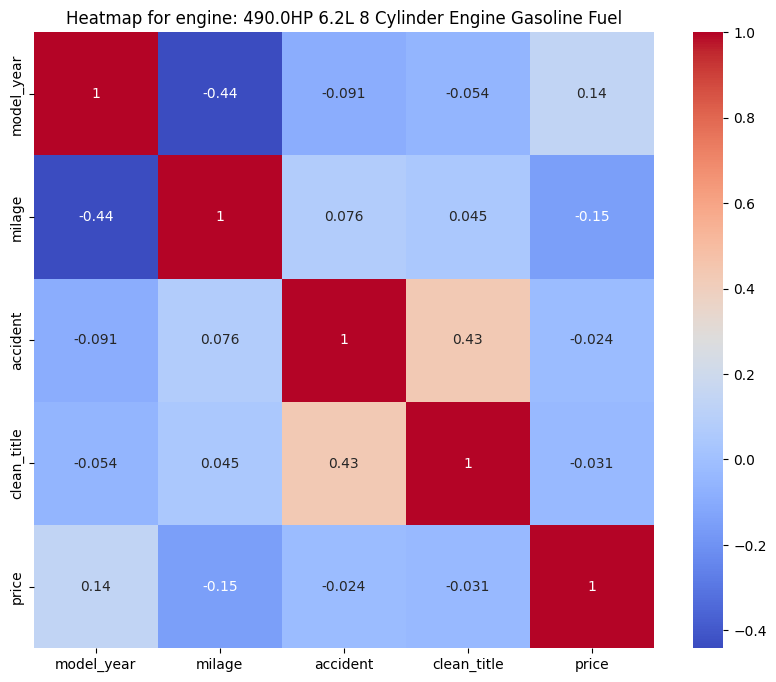 Heatmap for engine: 490.0HP 6.2L 8 Cylinder Engine Gasoline Fuel
model_year 1 -0.44 -0.091 -0.054 0.14
milage -0.44 1 0.076 0.045 -0.15
accident -0.091 0.076 1 0.43 -0.024
clean_title -0.054 0.045 0.43 1 -0.031
price 0.14 -0.15 -0.024 -0.031 1
model_year milage accident clean_title price
1.0
0.8
0.6
0.4
0.2
0.0
−0.2
−0.4